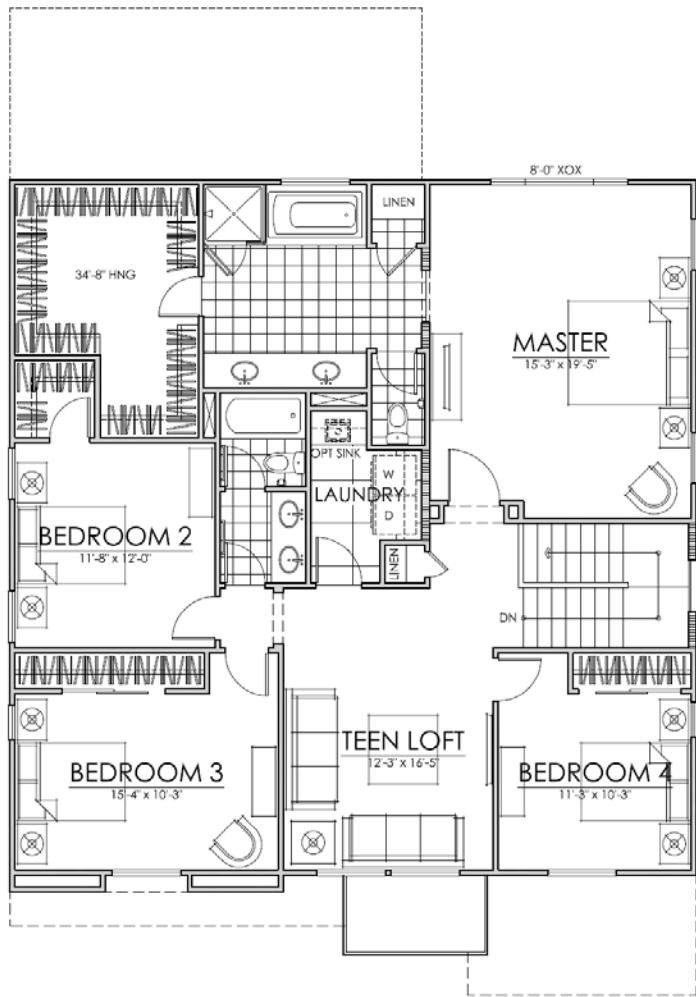 8'-0" XOX
LINEN
34'-8" HNG
MASTER
15'-3" x 19'-5"
OPT SINK
W
LAUNDRY
D
BEDROOM 2
11'-8" x 12'-0"
LINEN
DN
TEEN LOFT
12'-3" x 16'-5"
BEDROOM 3
15'-4" x 10'-3"
BEDROOM 4
11'-3" x 10'-3"